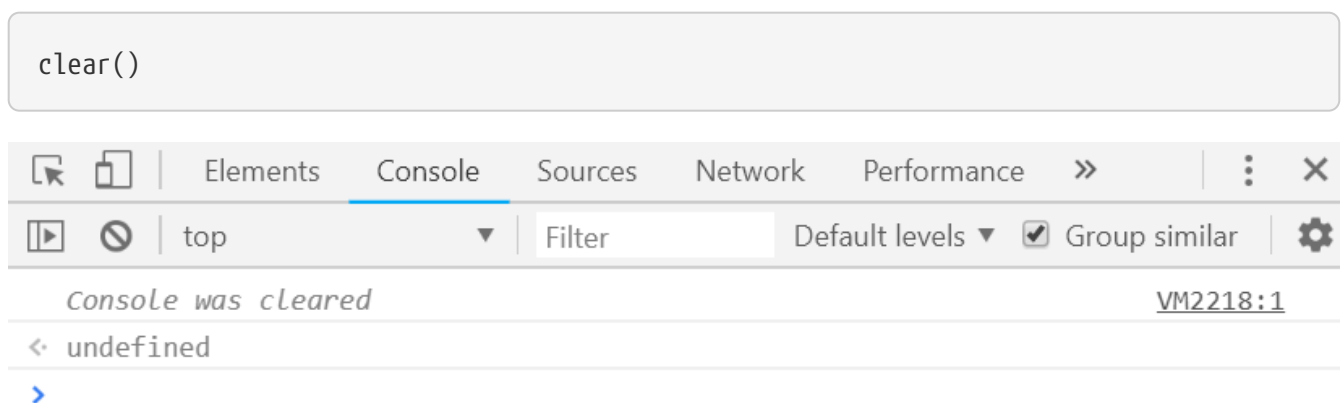 clear()
Elements Console Sources Network Performance »
top ▼ Filter Default levels ▼ Group similar
Console was cleared VM2218:1
undefined